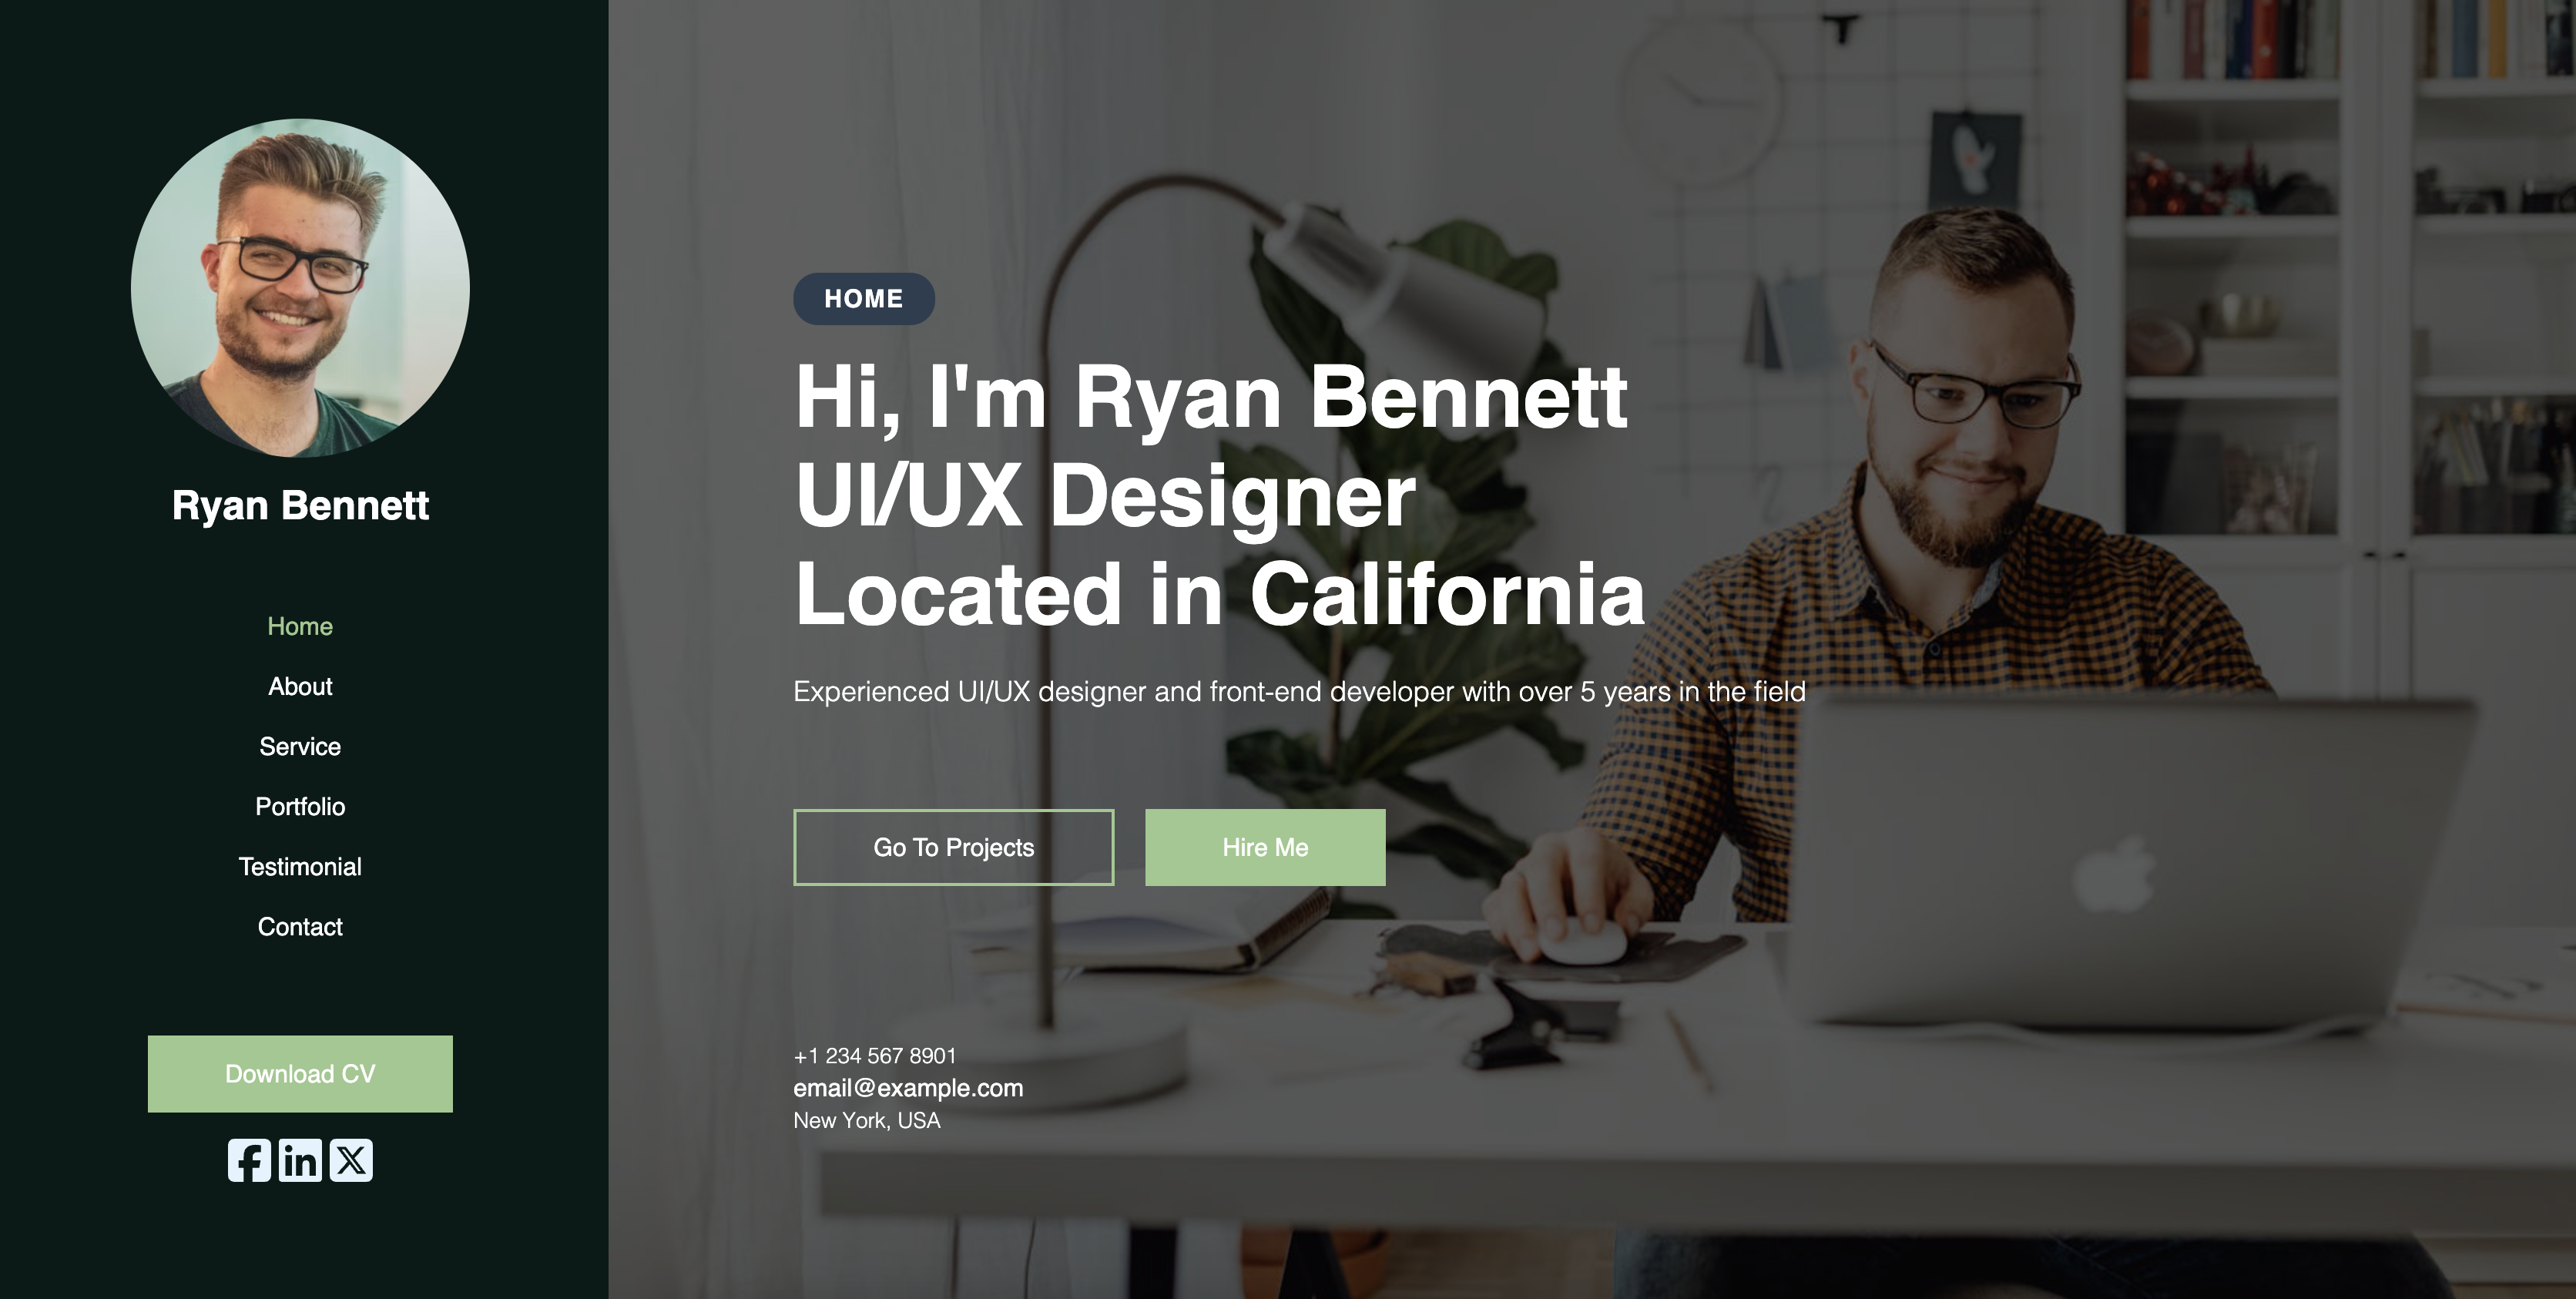 Ryan Bennett
Home
About
Service
Portfolio
Testimonial
Contact
Download CV
HOME
Hi, I'm Ryan Bennett
UI/UX Designer
Located in California
Experienced UI/UX designer and front-end developer with over 5 years in the field
Go To Projects
Hire Me
+1 234 567 8901
email@example.com
New York, USA